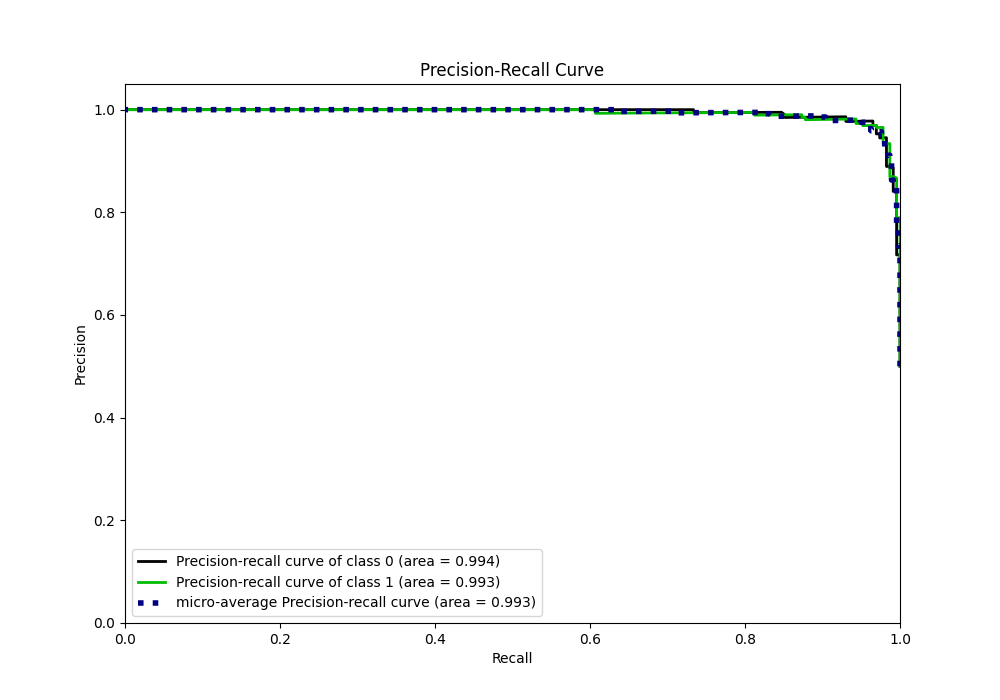 Precision-Recall Curve
1.0
0.8
0.6
0.4
0.2
0.0
Precision
Precision-recall curve of class 0 (area = 0.994)
Precision-recall curve of class 1 (area = 0.993)
micro-average Precision-recall curve (area = 0.993)
0.0 0.2 0.4 0.6 0.8 1.0
Recall